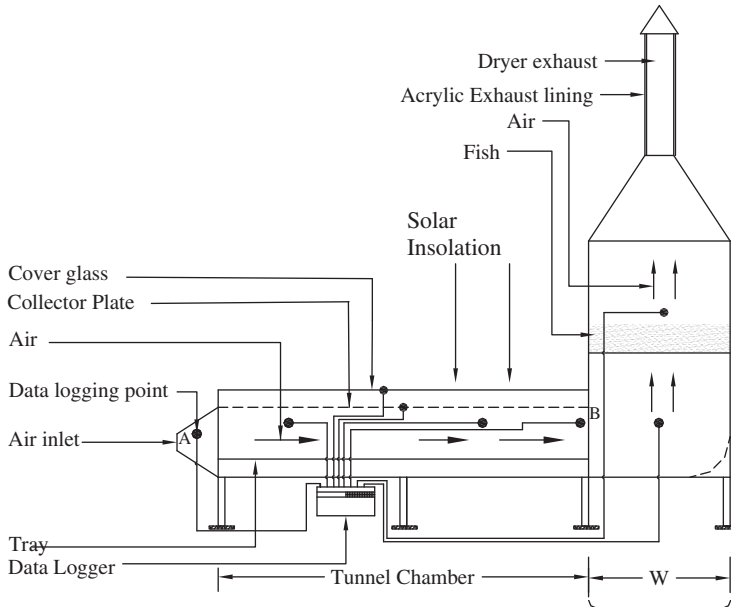 Dryer exhaust
Acrylic Exhaust lining
Air
Fish
Solar
Insolation
Cover glass
Collector Plate
Air
Data logging point
A
B
Air inlet
Tray
Data Logger
Tunnel Chamber
W